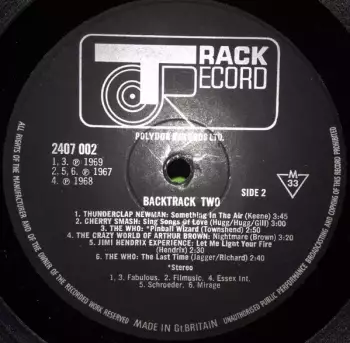 TRACK
RECORD
POLYDOR RECORDS LTD.
2407 002
1. 3. ℗ 1969
2. 5. 6. ℗ 1967
4. ℗ 1968
M
33
BACKTRACK TWO
SIDE 2
1. THUNDERCLAP NEWMAN: Something In The Air (Keene) 3:45
2. CHERRY SMASH: Sing Songs Of Love (Hugg/Hugg/Gill) 3:00
3. THE WHO: *Pinball Wizard (Townshend) 3:00
4. THE CRAZY WORLD OF ARTHUR BROWN: Nightmare (Brown) 3:00
5. JIMI HENDRIX EXPERIENCE: Let Me Light Your Fire
(Hendrix) 2:40
6. THE WHO: The Last Time (Jagger/Richard) 2:40
*Stereo
1, 3. Fabulous. 2. Filmusic. 4. Essex Int.
5. Schroeder. 6. Mirage
ALL RIGHTS OF THE MANUFACTURER AND OF THE OWNER OF THE RECORDED WORK RESERVED
UNAUTHORISED PUBLIC PERFORMANCE BROADCASTING AND COPYING OF THIS RECORD PROHIBITED
MADE IN Gt. BRITAIN